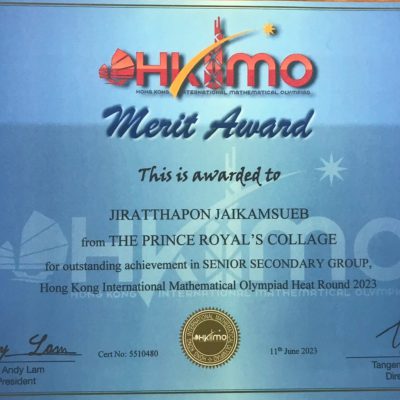 HKIMO
HONG KONG INTERNATIONAL MATHEMATICAL OLYMPIAD
Merit Award
This is awarded to
JIRATTHAPON JAIKAMSUEB
from THE PRINCE ROYAL'S COLLAGE
for outstanding achievement in SENIOR SECONDARY GROUP,
Hong Kong International Mathematical Olympiad Heat Round 2023
Lam
Cert No: 5510480
HKIMO
11th June 2023
Andy Lam
President